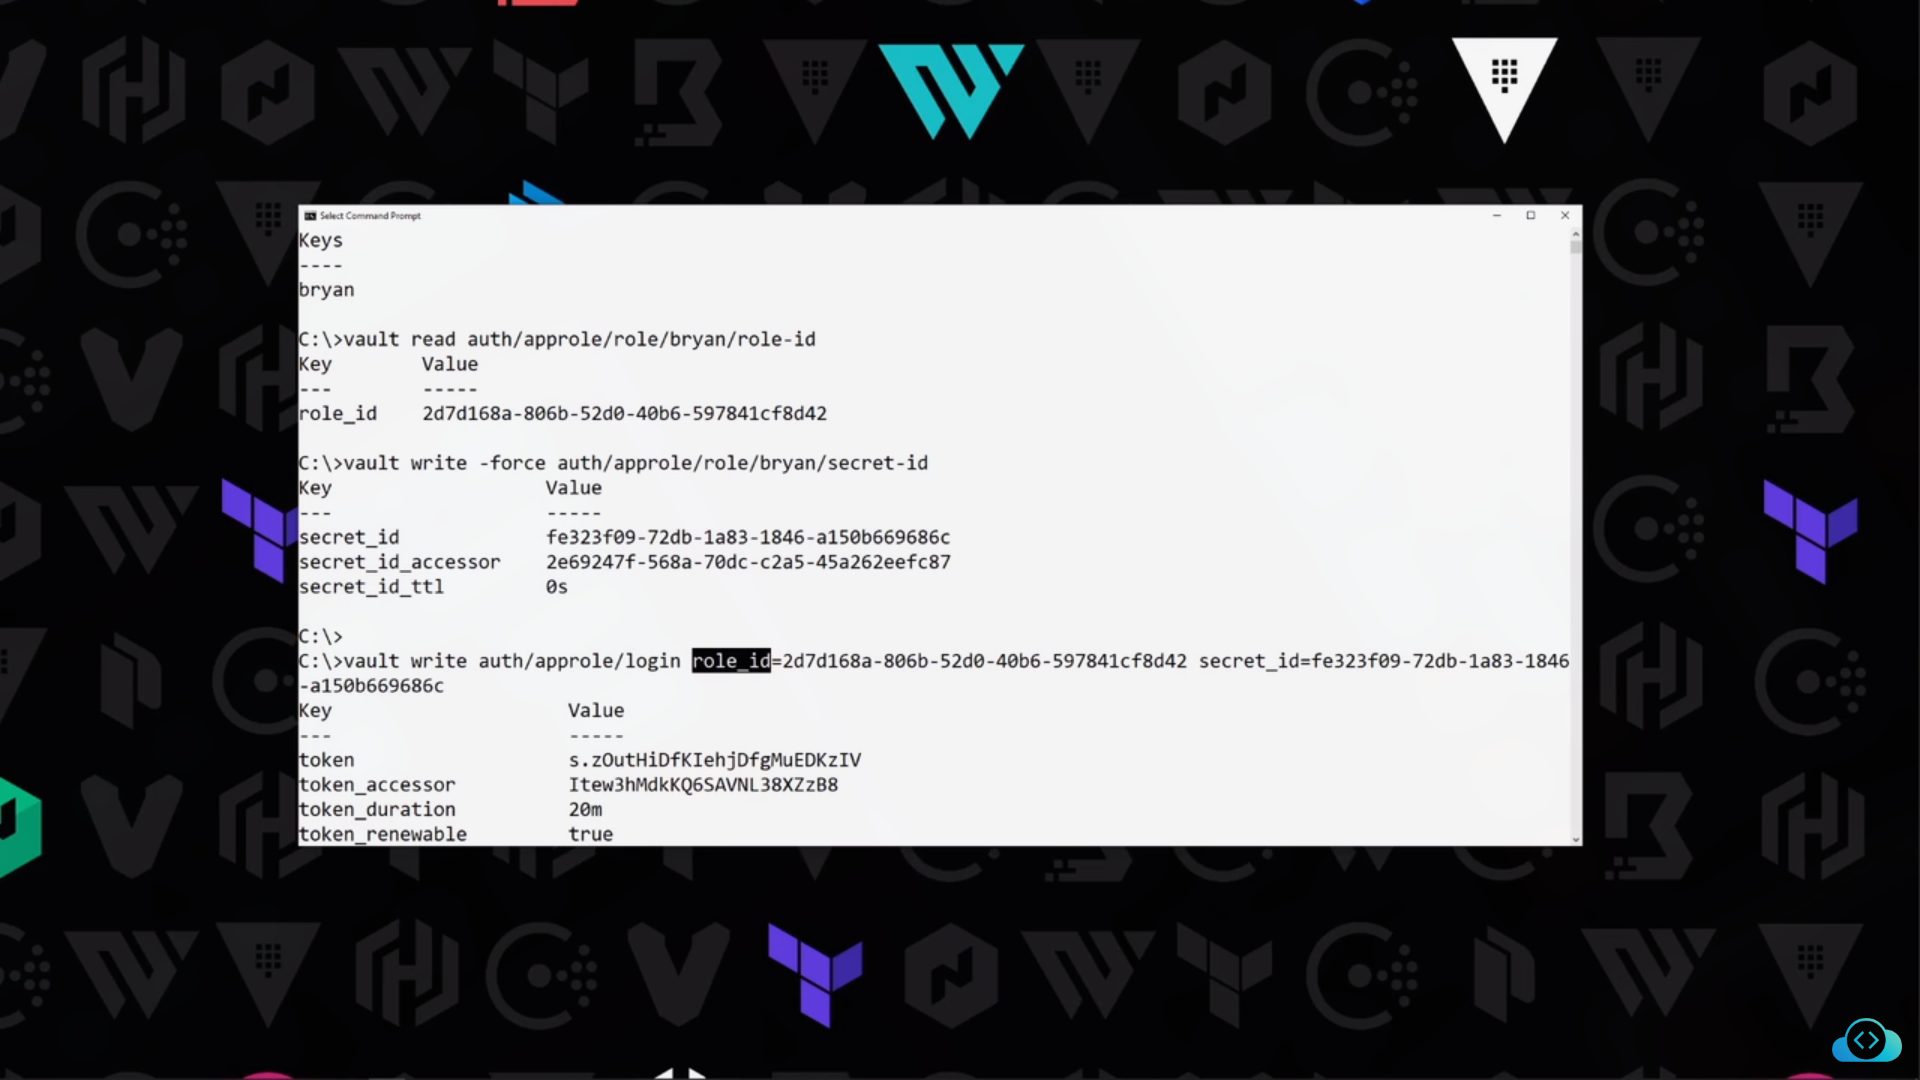 Select Command Prompt
Keys
----
bryan
C:\>vault read auth/approle/role/bryan/role-id
Key        Value
---        -----
role_id    2d7d168a-806b-52d0-40b6-597841cf8d42
C:\>vault write -force auth/approle/role/bryan/secret-id
Key                   Value
---                   -----
secret_id             fe323f09-72db-1a83-1846-a150b669686c
secret_id_accessor    2e69247f-568a-70dc-c2a5-45a262eefc87
secret_id_ttl         0s
C:\>
C:\>vault write auth/approle/login role_id=2d7d168a-806b-52d0-40b6-597841cf8d42 secret_id=fe323f09-72db-1a83-1846
-a150b669686c
Key                     Value
---                     -----
token                   s.zOutHiDfKIehjDfgMuEDKzIV
token_accessor          Itew3hMdkKQ6SAVNL38XZzB8
token_duration          20m
token_renewable         true